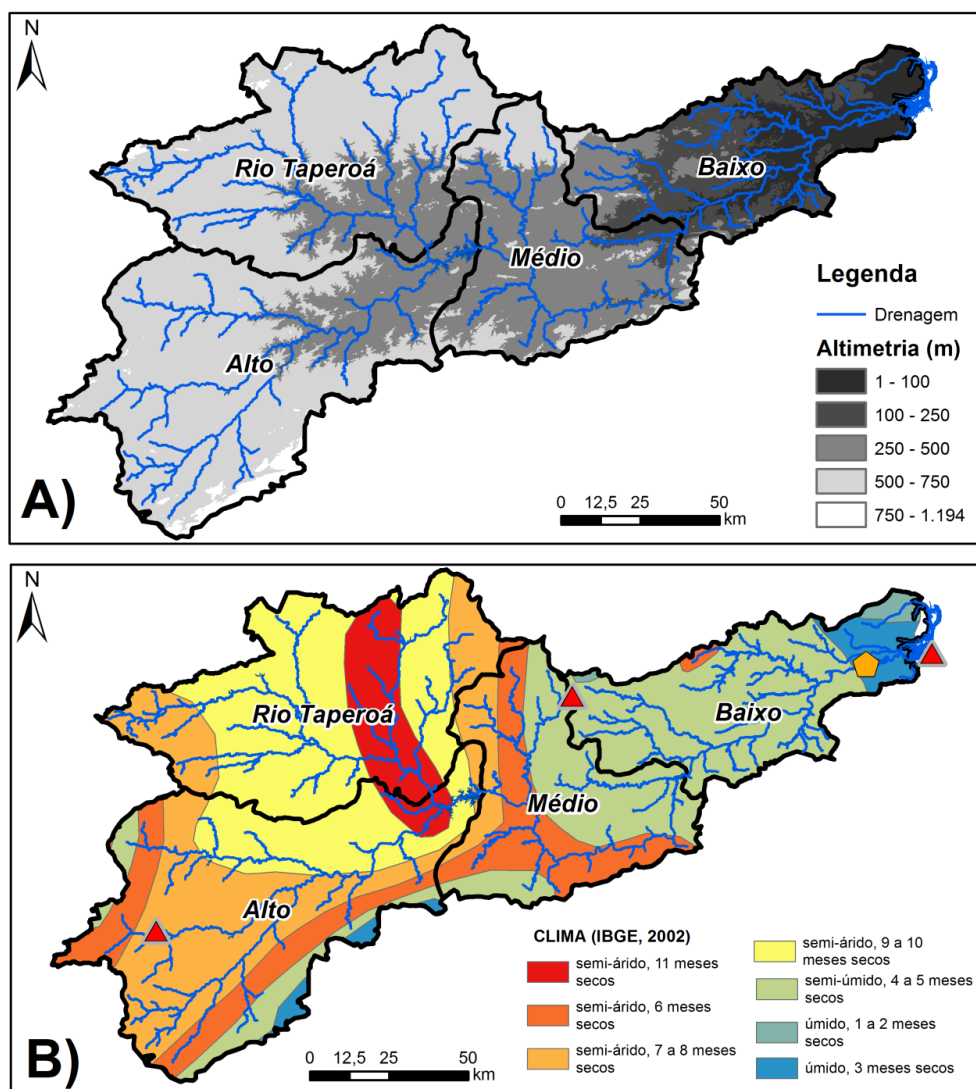 N
Rio Taperoá
Baixo
Médio
Alto
Legenda
Drenagem
Altimetria (m)
1 - 100
100 - 250
250 - 500
500 - 750
750 - 1.194
0 12,5 25 50
km
A)
N
Rio Taperoá
Baixo
Médio
Alto
CLIMA (IBGE, 2002)
semi-árido, 11 meses
secos
semi-árido, 6 meses
secos
semi-árido, 7 a 8 meses
secos
semi-árido, 9 a 10
meses secos
semi-úmido, 4 a 5 meses
secos
úmido, 1 a 2 meses
secos
úmido, 3 meses secos
0 12,5 25 50
km
B)